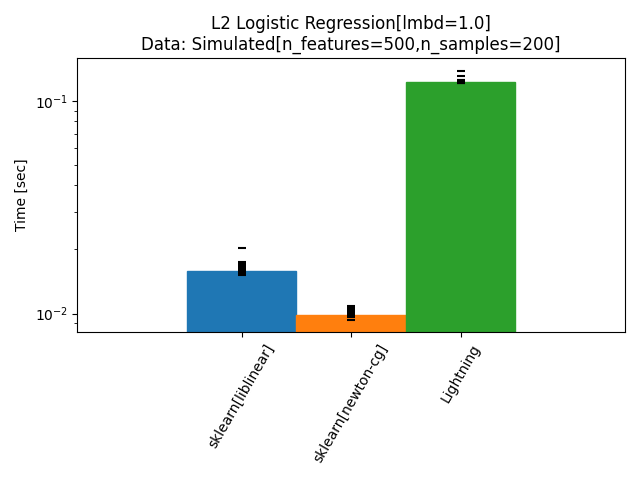 L2 Logistic Regression[lmbd=1.0]
Data: Simulated[n_features=500,n_samples=200]
Time [sec]
10⁻¹
10⁻²
sklearn[liblinear]
sklearn[newton-cg]
Lightning